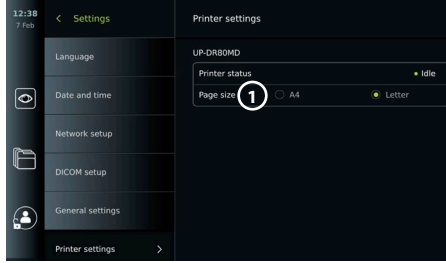 12:38
7 Feb
Settings
Language
Date and time
Network setup
DICOM setup
General settings
Printer settings
Printer settings
UP-DR80MD
Printer status
Idle
Page size
1
A4
Letter